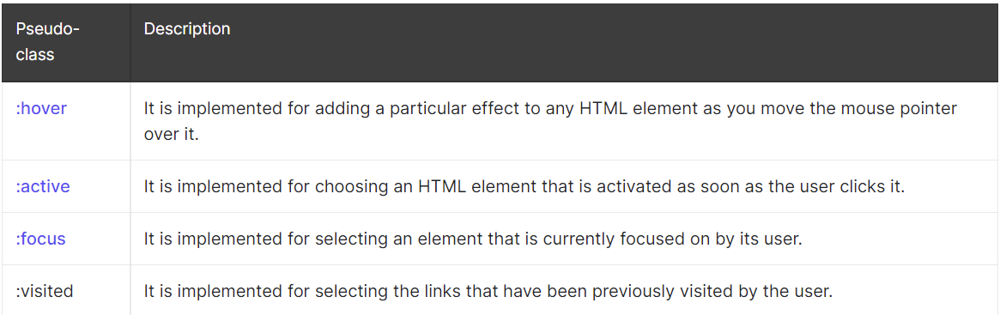 Pseudo- Description
class
:hover It is implemented for adding a particular effect to any HTML element as you move the mouse pointer
over it.
:active It is implemented for choosing an HTML element that is activated as soon as the user clicks it.
:focus It is implemented for selecting an element that is currently focused on by its user.
:visited It is implemented for selecting the links that have been previously visited by the user.